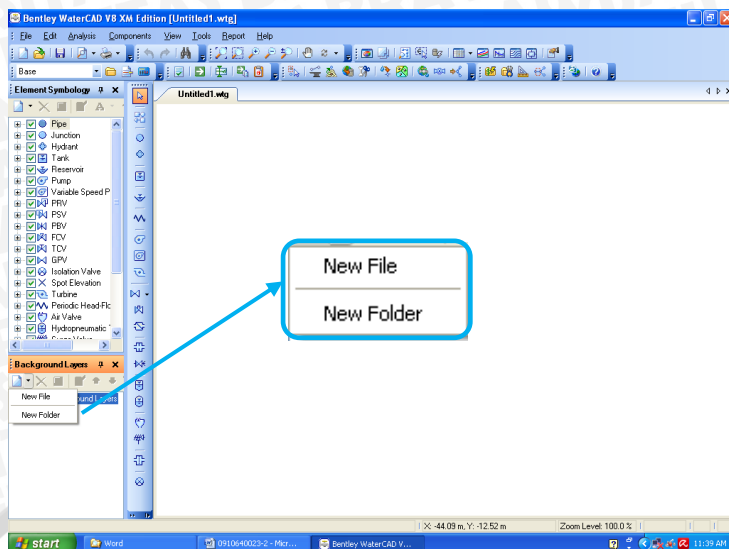 Bentley WaterCAD V8 XM Edition [Untitled1.wtg]
File Edit Analysis Components View Tools Report Help
Base
Element Symbology
Untitled1.wtg
A
Pipe
Junction
Hydrant
Tank
Reservoir
Pump
Variable Speed P
PRV
PSV
PBV
FCV
TCV
GPV
Isolation Valve
Spot Elevation
Turbine
Periodic Head-Flo
Air Valve
Hydropneumatic
New File
New Folder
Background Layers
New File
New Folder
X: -44.09 m, Y: -12.52 m
Zoom Level: 100.0 %
start
Word
0910640023-2 - Micr...
Bentley WaterCAD V...
11:39 AM